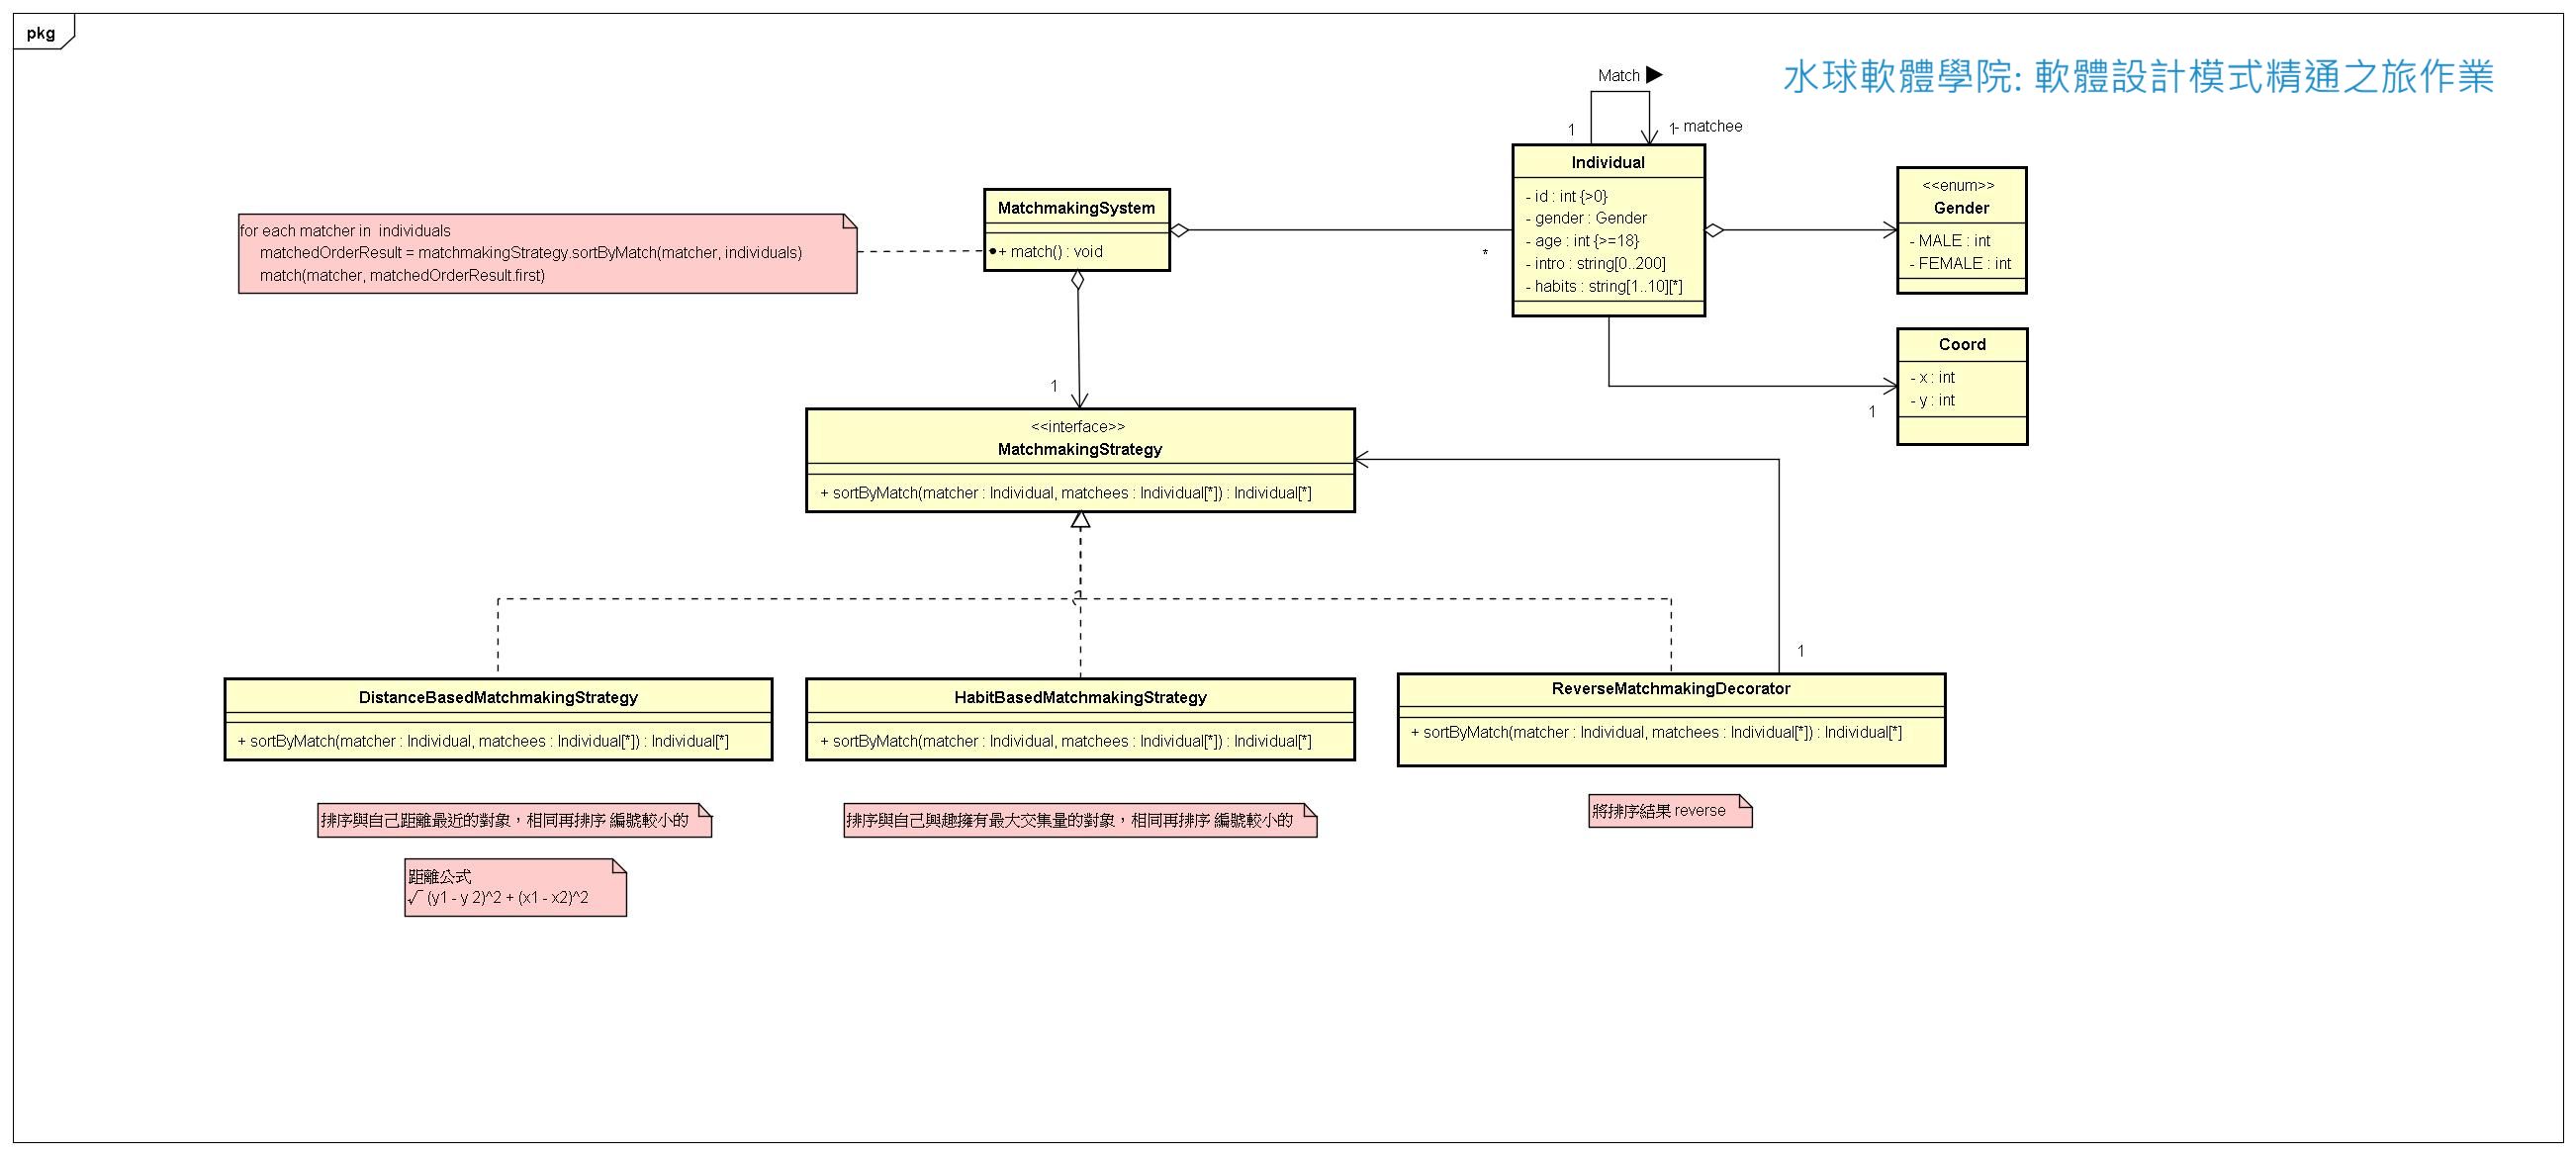 pkg
水球軟體學院: 軟體設計模式精通之旅作業
Match
1
1
- matchee
Individual
- id : int {>0}
- gender : Gender
- age : int {>=18}
- intro : string[0..200]
- habits : string[1..10][*]
<<enum>>
Gender
- MALE : int
- FEMALE : int
MatchmakingSystem
+ match() : void
*
for each matcher in individuals
matchedOrderResult = matchmakingStrategy.sortByMatch(matcher, individuals)
match(matcher, matchedOrderResult.first)
Coord
- x : int
- y : int
1
1
<<interface>>
MatchmakingStrategy
+ sortByMatch(matcher : Individual, matchees : Individual[*]) : Individual[*]
1
DistanceBasedMatchmakingStrategy
+ sortByMatch(matcher : Individual, matchees : Individual[*]) : Individual[*]
HabitBasedMatchmakingStrategy
+ sortByMatch(matcher : Individual, matchees : Individual[*]) : Individual[*]
ReverseMatchmakingDecorator
+ sortByMatch(matcher : Individual, matchees : Individual[*]) : Individual[*]
排序與自己距離最近的對象，相同再排序 編號較小的
排序與自己興趣擁有最大交集量的對象，相同再排序 編號較小的
將排序結果 reverse
距離公式
√ (y1 - y 2)^2 + (x1 - x2)^2